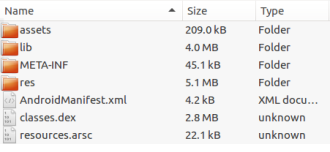 Name Size Type
assets 209.0 kB Folder
lib 4.0 MB Folder
META-INF 45.1 kB Folder
res 5.1 MB Folder
AndroidManifest.xml 4.2 kB XML docu...
classes.dex 2.8 MB unknown
resources.arsc 22.1 kB unknown